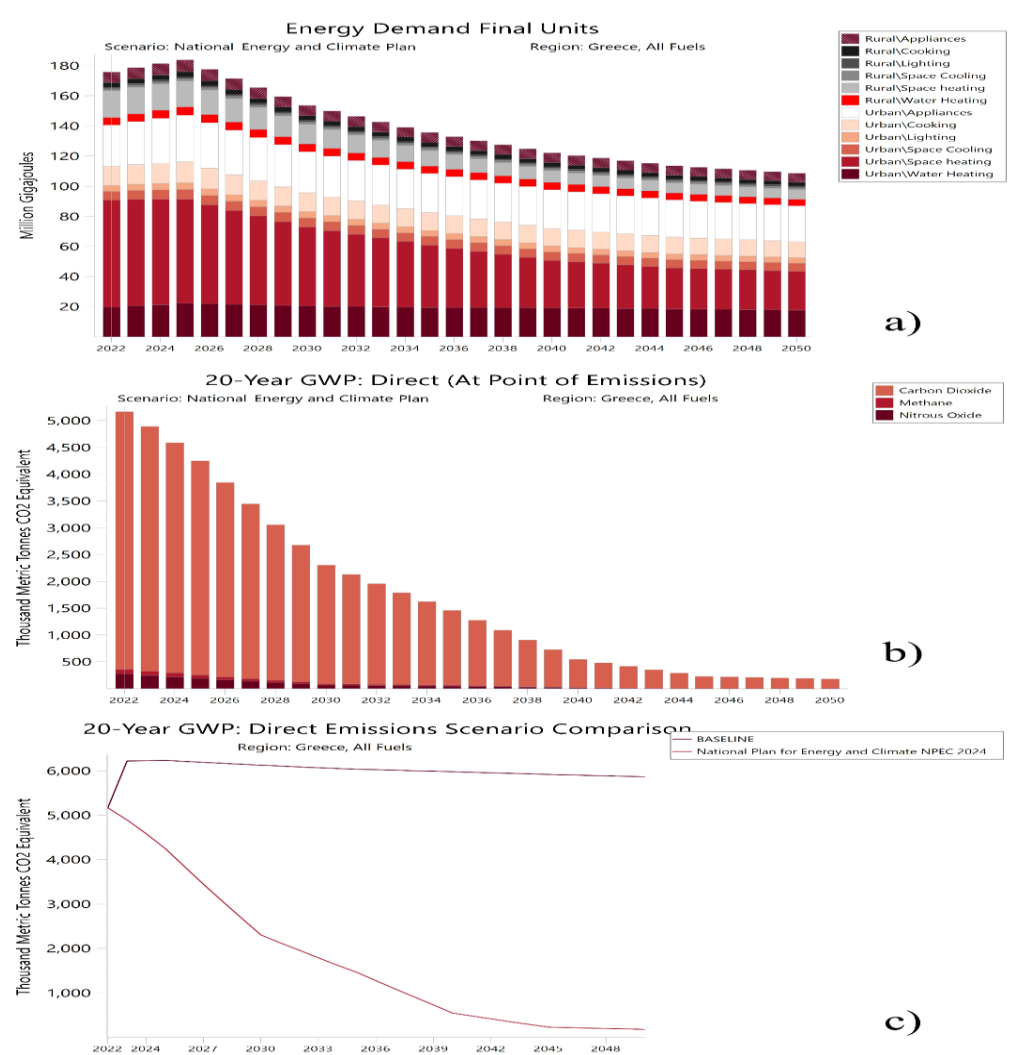 Energy Demand Final Units
Scenario: National Energy and Climate Plan Region: Greece, All Fuels
Rural\Appliances
Rural\Cooking
Rural\Lighting
Rural\Space Cooling
Rural\Space heating
Rural\Water Heating
Urban\Appliances
Urban\Cooking
Urban\Lighting
Urban\Space Cooling
Urban\Space heating
Urban\Water Heating
Million Gigajoules
180
160
140
120
100
80
60
40
20
2022 2024 2026 2028 2030 2032 2034 2036 2038 2040 2042 2044 2046 2048 2050
a)
20-Year GWP: Direct (At Point of Emissions)
Scenario: National Energy and Climate Plan Region: Greece, All Fuels
Carbon Dioxide
Methane
Nitrous Oxide
Thousand Metric Tonnes CO2 Equivalent
5,000
4,500
4,000
3,500
3,000
2,500
2,000
1,500
1,000
500
2022 2024 2026 2028 2030 2032 2034 2036 2038 2040 2042 2044 2046 2048 2050
b)
20-Year GWP: Direct Emissions Scenario Comparison
Region: Greece, All Fuels
BASELINE
National Plan for Energy and Climate NPEC 2024
Thousand Metric Tonnes CO2 Equivalent
6,000
5,000
4,000
3,000
2,000
1,000
2022 2024 2027 2030 2033 2036 2039 2042 2045 2048
c)